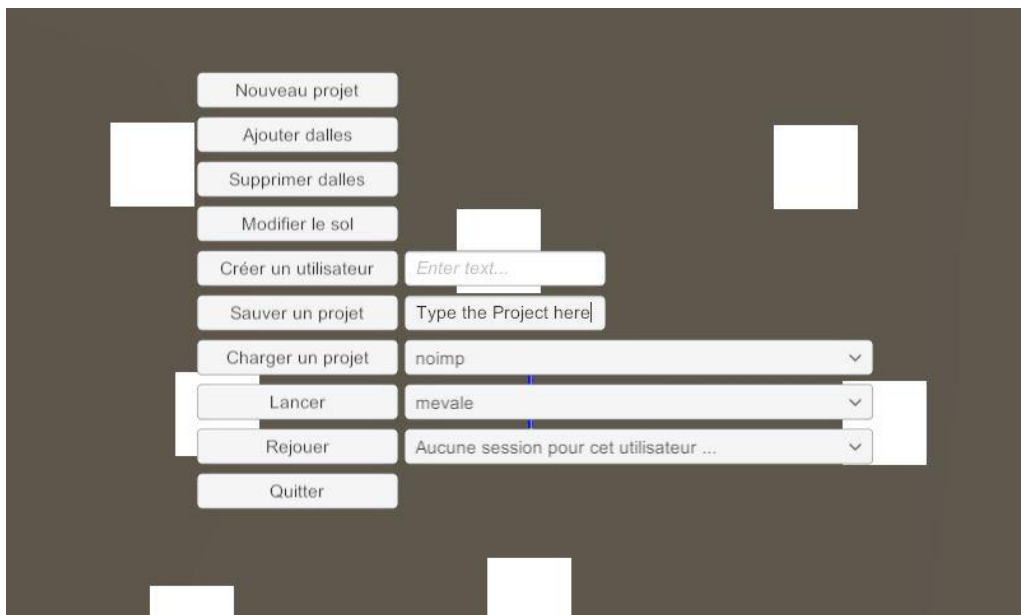 Nouveau projet
Ajouter dalles
Supprimer dalles
Modifier le sol
Créer un utilisateur
Enter text...
Sauver un projet
Type the Project here
Charger un projet
noimp
Lancer
mevale
Rejouer
Aucune session pour cet utilisateur ...
Quitter